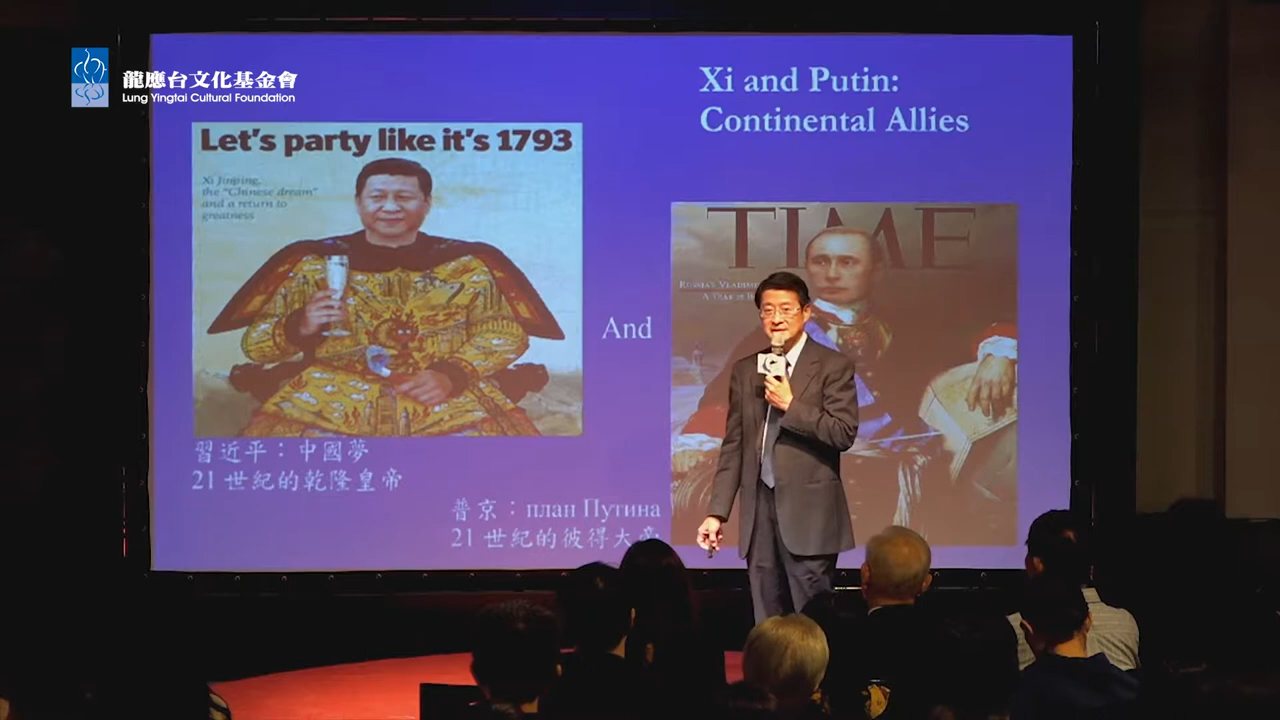 龍應台文化基金會
Lung Yingtai Cultural Foundation
Xi and Putin:
Continental Allies
Let's party like it's 1793
Xi Jinping,
the "Chinese dream"
and a return to
greatness
TIME
And
習近平：中國夢
21 世紀的乾隆皇帝
普京：план Путина
21 世紀的彼得大帝